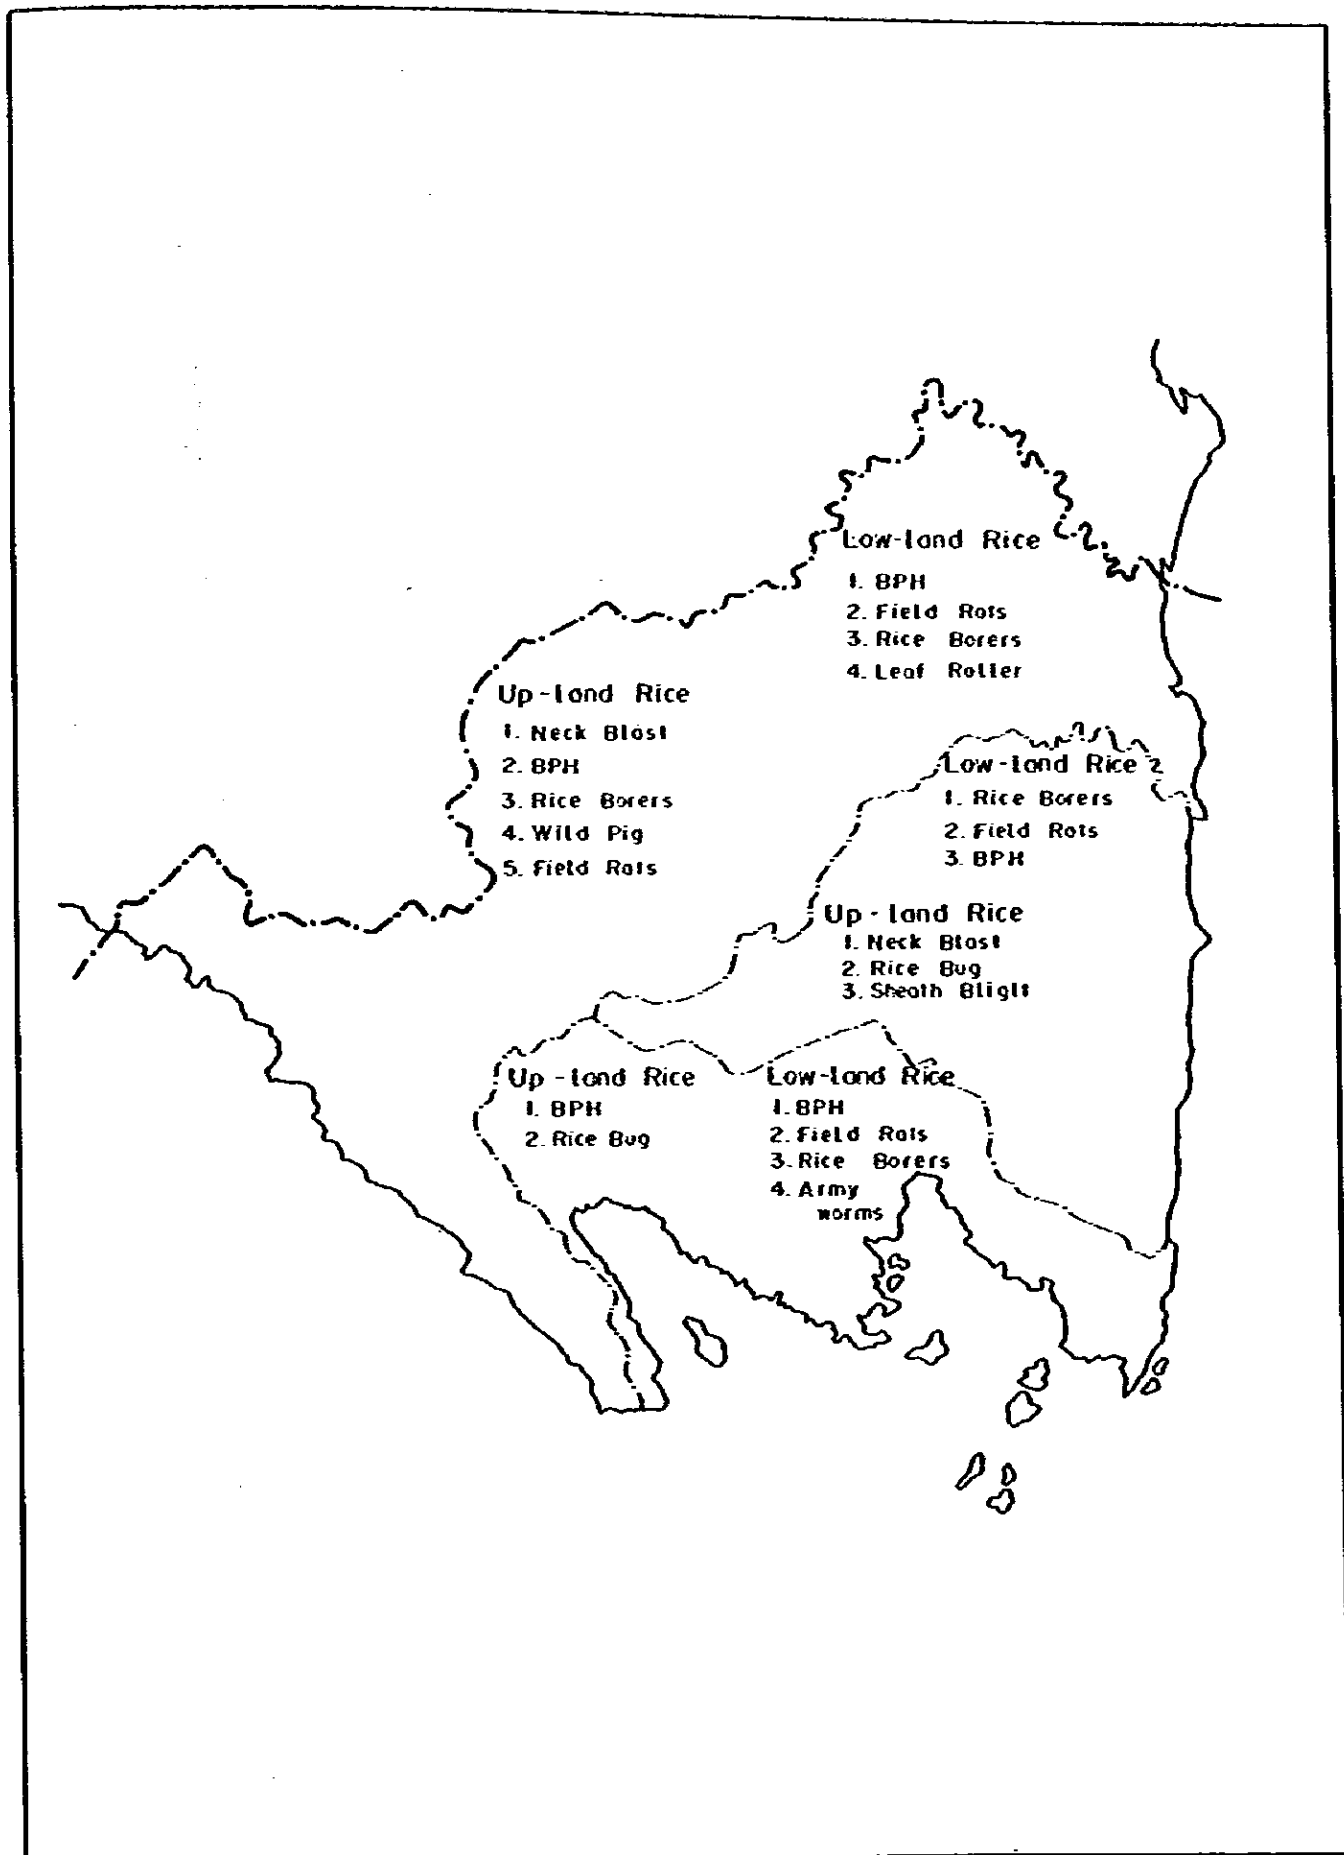 Low-land Rice
1. BPH
2. Field Rats
3. Rice Borers
4. Leaf Roller
Up-land Rice
1. Neck Blast
2. BPH
3. Rice Borers
4. Wild Pig
5. Field Rats
Low-land Rice
1. Rice Borers
2. Field Rats
3. BPH
Up-land Rice
1. Neck Blast
2. Rice Bug
3. Sheath Bliglt
Up-land Rice
1. BPH
2. Rice Bug
Low-land Rice
1. BPH
2. Field Rats
3. Rice Borers
4. Army
worms